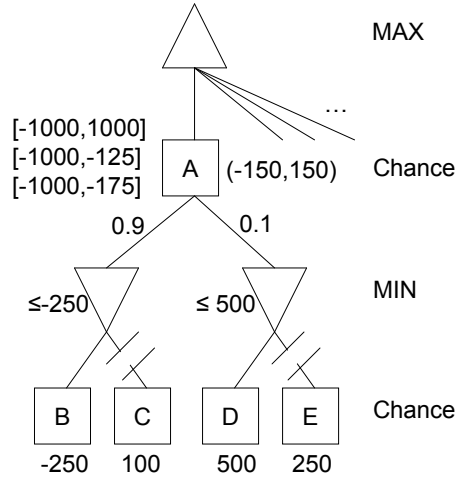 MAX
…
[-1000,1000]
[-1000,-125]
[-1000,-175]
A
(-150,150)
Chance
0.9
0.1
≤-250
≤ 500
MIN
B
C
D
E
Chance
-250
100
500
250